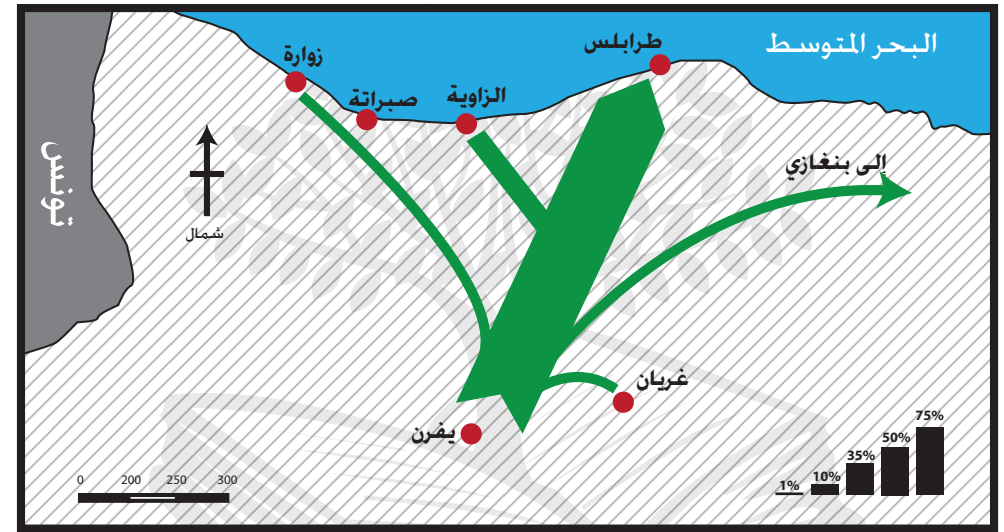 البحر المتوسط
طرابلس
زوارة
صبراتة
الزاوية
تونس
شمال
إلى بنغازي
غريان
يفرن
0 200 250 300
1% 10% 35% 50% 75%